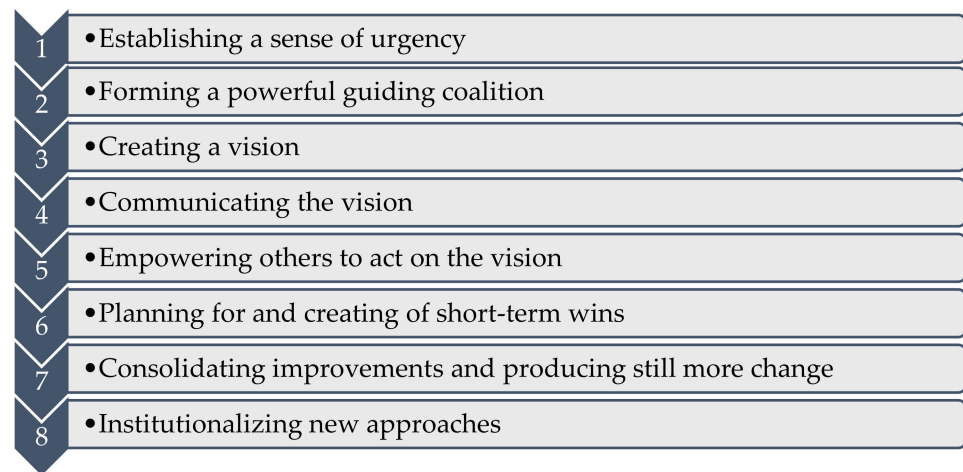 1 •Establishing a sense of urgency
2 •Forming a powerful guiding coalition
3 •Creating a vision
4 •Communicating the vision
5 •Empowering others to act on the vision
6 •Planning for and creating of short-term wins
7 •Consolidating improvements and producing still more change
8 •Institutionalizing new approaches